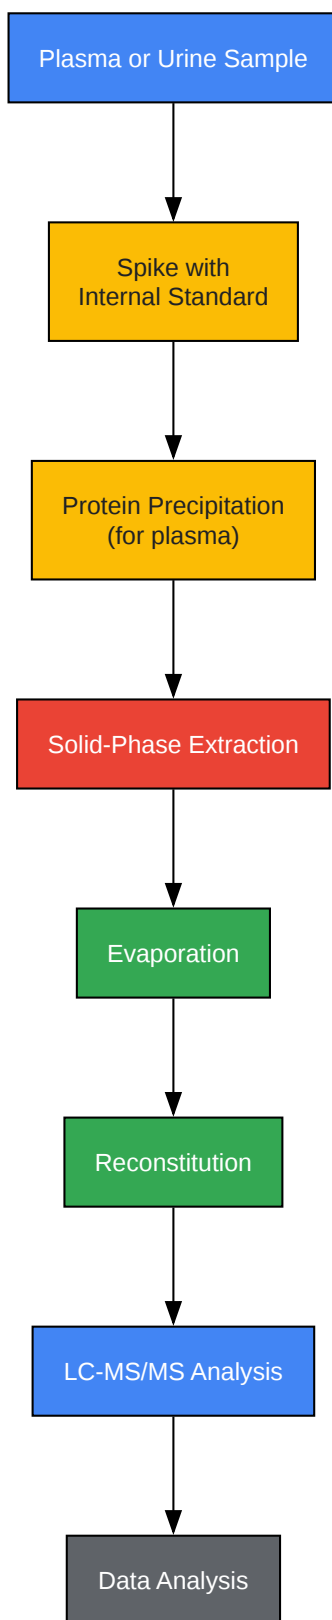 Plasma or Urine Sample
Spike with
Internal Standard
Protein Precipitation
(for plasma)
Solid-Phase Extraction
Evaporation
Reconstitution
LC-MS/MS Analysis
Data Analysis